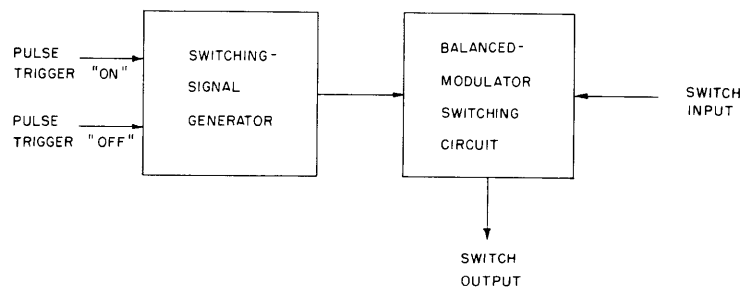 PULSE
TRIGGER "ON"
PULSE
TRIGGER "OFF"
SWITCHING-
SIGNAL
GENERATOR
BALANCED-
MODULATOR
SWITCHING
CIRCUIT
SWITCH
INPUT
SWITCH
OUTPUT